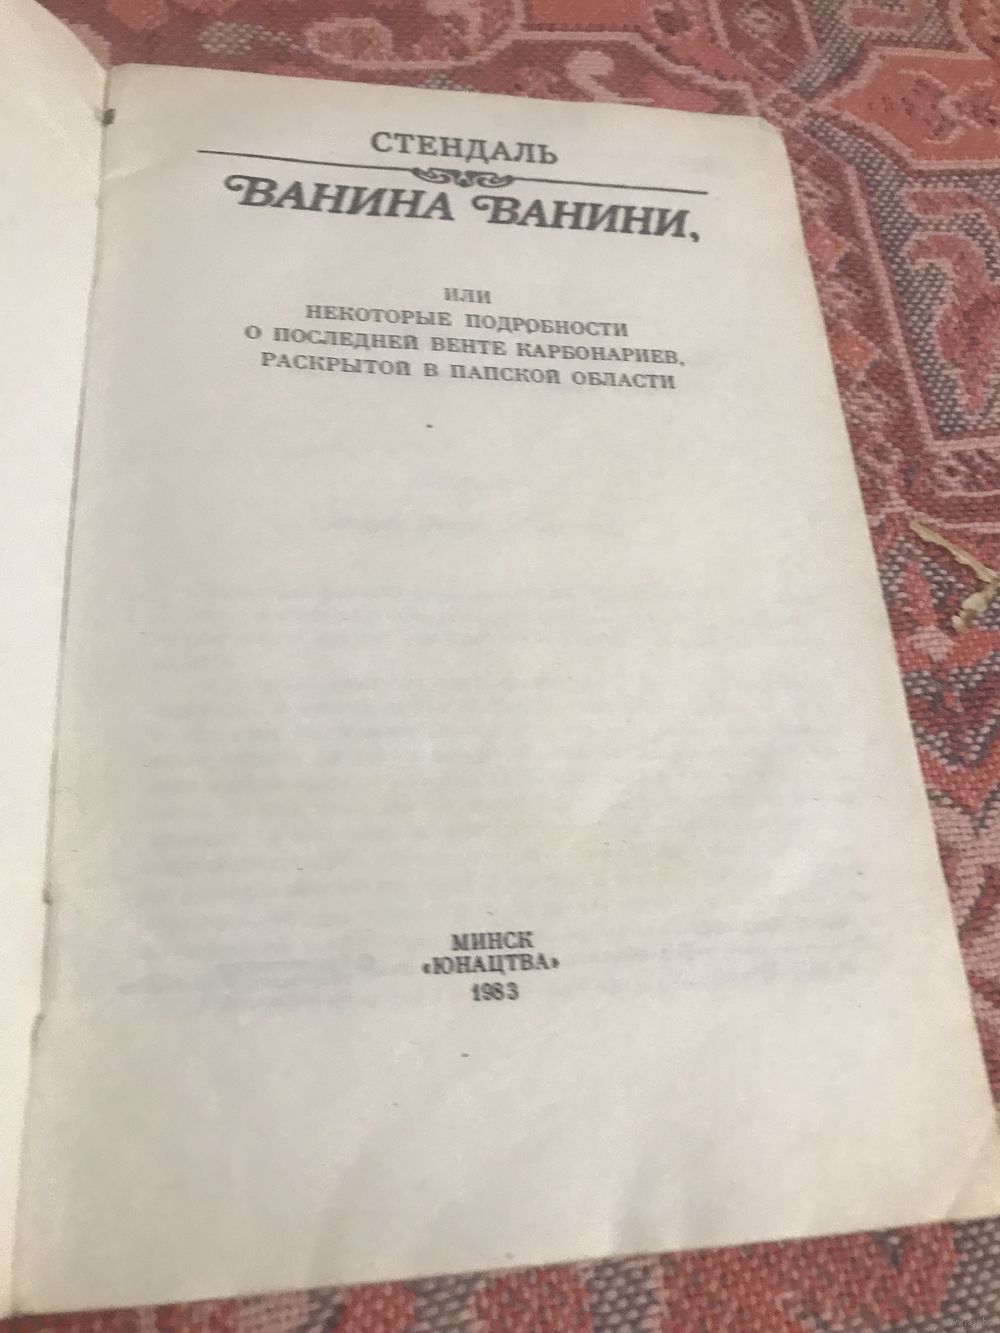 СТЕНДАЛЬ
ВАНИНА ВАНИНИ,
ИЛИ
НЕКОТОРЫЕ ПОДРОБНОСТИ
О ПОСЛЕДНЕЙ ВЕНТЕ КАРБОНАРИЕВ,
РАСКРЫТОЙ В ПАПСКОЙ ОБЛАСТИ
МИНСК
«ЮНАЦТВА»
1983